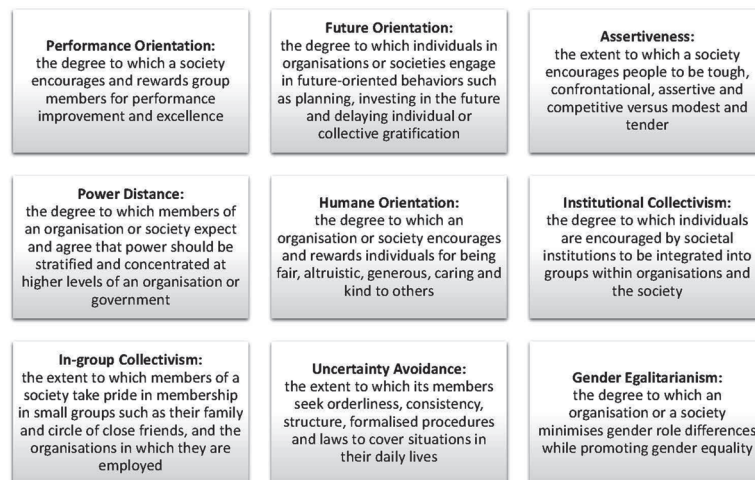 Performance Orientation:
the degree to which a society
encourages and rewards group
members for performance
improvement and excellence
Future Orientation:
the degree to which individuals in
organisations or societies engage
in future-oriented behaviors such
as planning, investing in the future
and delaying individual or
collective gratification
Assertiveness:
the extent to which a society
encourages people to be tough,
confrontational, assertive and
competitive versus modest and
tender
Power Distance:
the degree to which members of
an organisation or society expect
and agree that power should be
stratified and concentrated at
higher levels of an organisation or
government
Humane Orientation:
the degree to which an
organisation or society encourages
and rewards individuals for being
fair, altruistic, generous, caring and
kind to others
Institutional Collectivism:
the degree to which individuals
are encouraged by societal
institutions to be integrated into
groups within organisations and
the society
In-group Collectivism:
the extent to which members of a
society take pride in membership
in small groups such as their family
and circle of close friends, and the
organisations in which they are
employed
Uncertainty Avoidance:
the extent to which its members
seek orderliness, consistency,
structure, formalised procedures
and laws to cover situations in
their daily lives
Gender Egalitarianism:
the degree to which an
organisation or a society
minimises gender role differences
while promoting gender equality